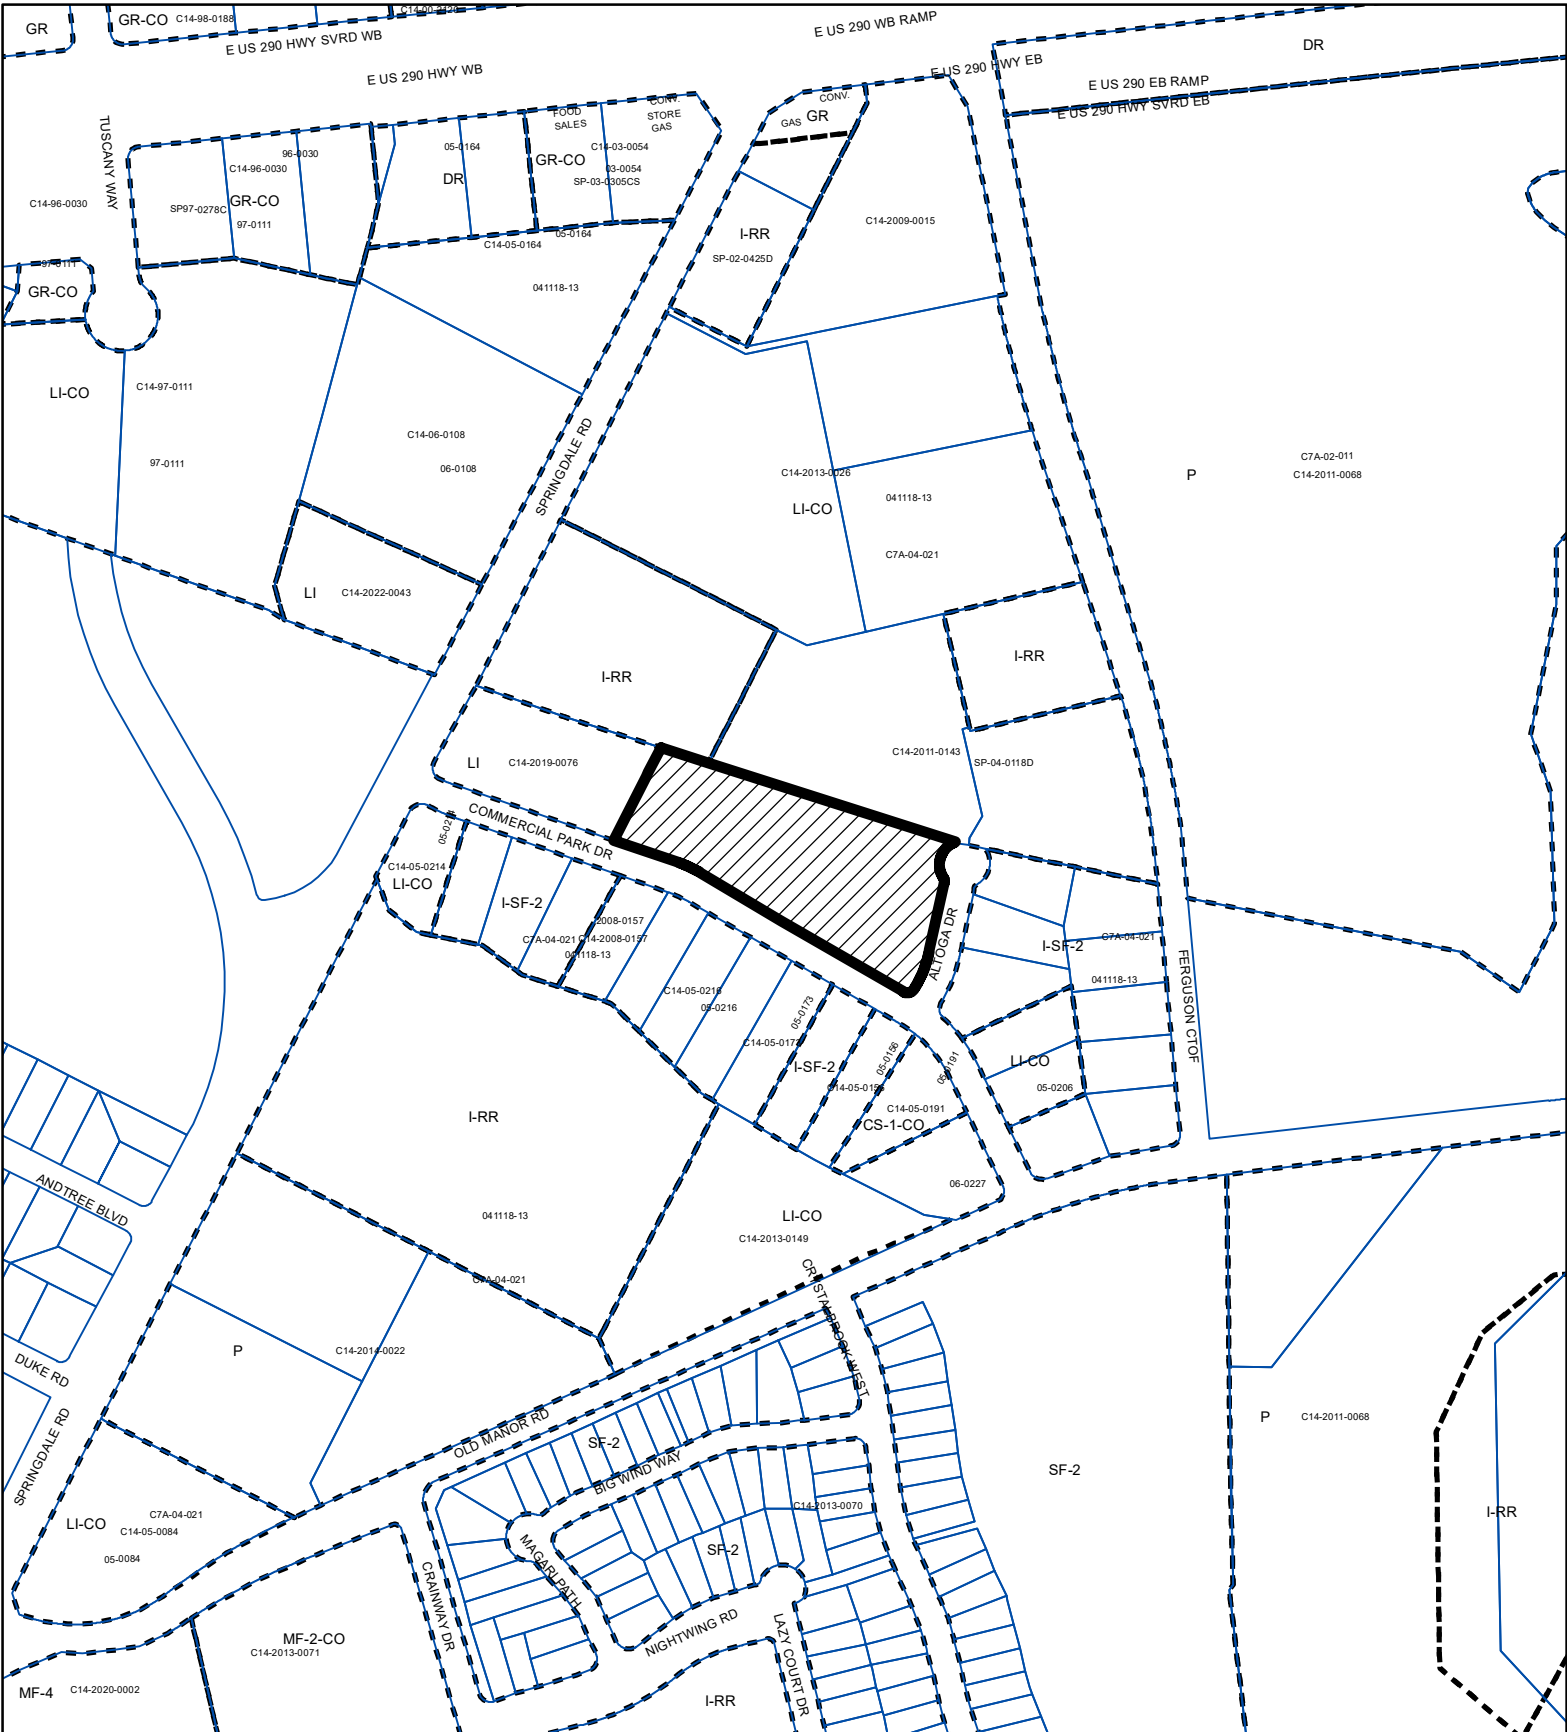 GR
GR-CO
C14-98-0188
C14-00-2120
E US 290 HWY SVRD WB
E US 290 HWY WB
E US 290 WB RAMP
E US 290 HWY EB
DR
E US 290 EB RAMP
E US 290 HWY SVRD EB
TUSCANY WAY
C14-96-0030
SP97-0278C
96-0030
C14-96-0030
GR-CO
97-0111
05-0164
DR
FOOD
SALES
GR-CO
CONV.
STORE
GAS
C14-03-0054
03-0054
SP-03-0305CS
05-0164
C14-05-0164
041118-13
CONV.
GAS
GR
I-RR
SP-02-0425D
C14-2009-0015
97-0111
GR-CO
LI-CO
C14-97-0111
97-0111
C14-06-0108
06-0108
SPRINGDALE RD
C14-2013-0026
LI-CO
041118-13
C7A-04-021
P
C7A-02-011
C14-2011-0068
LI
C14-2022-0043
I-RR
I-RR
LI
C14-2019-0076
C14-2011-0143
SP-04-0118D
COMMERCIAL PARK DR
C14-05-0214
LI-CO
I-SF-2
2008-0157
C7A-04-021
C14-2008-0157
041118-13
C14-05-0216
05-0216
ALTOGA DR
I-SF-2
C7A-04-021
041118-13
FERGUSON CTOF
05-0173
C14-05-0173
I-SF-2
05-0156
C14-05-0156
05-0191
C14-05-0191
CS-1-CO
LI-CO
05-0206
06-0227
I-RR
041118-13
C7A-04-021
LI-CO
C14-2013-0149
ANDTREE BLVD
DUKE RD
SPRINGDALE RD
P
C14-2014-0022
CRYSTALBROOK WEST
OLD MANOR RD
SF-2
BIG WIND WAY
C14-2013-0070
SF-2
MAGARI PATH
NIGHTWING RD
LAZY COURT DR
CRAINWAY DR
SF-2
P
C14-2011-0068
I-RR
LI-CO
C7A-04-021
C14-05-0084
05-0084
MF-2-CO
C14-2013-0071
MF-4
C14-2020-0002
I-RR